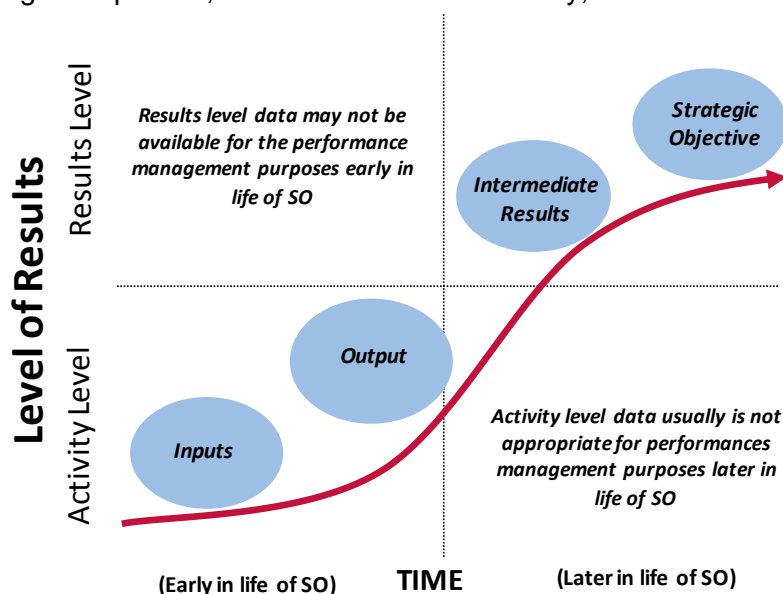 Results level data may not be
available for the performance
management purposes early in
life of SO
Strategic
Objective
Intermediate
Results
Level of Results
Results Level
Activity Level
Output
Inputs
Activity level data usually is not
appropriate for performances
management purposes later in
life of SO
(Early in life of SO)
TIME
(Later in life of SO)